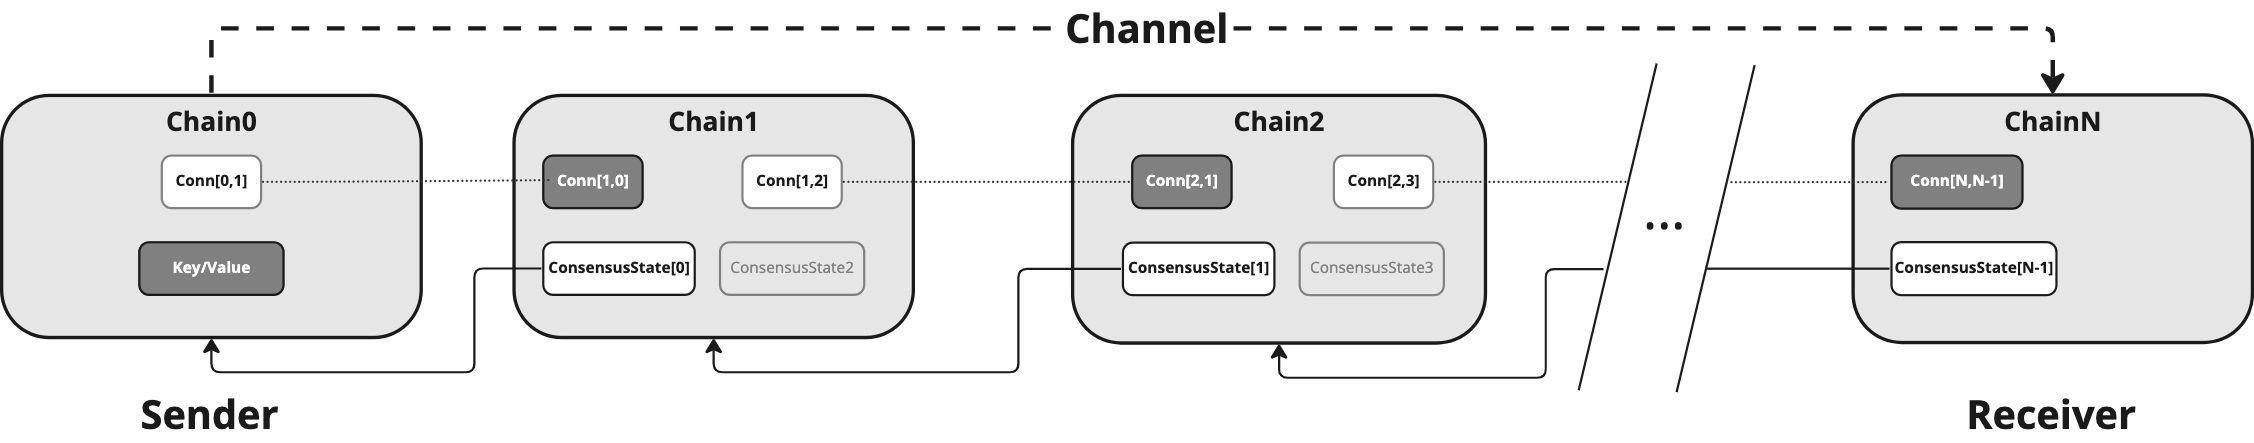 Channel
Chain0
Conn[0,1]
Key/Value
Chain1
Conn[1,0]
Conn[1,2]
ConsensusState[0]
ConsensusState2
Chain2
Conn[2,1]
Conn[2,3]
ConsensusState[1]
ConsensusState3
...
ChainN
Conn[N,N-1]
ConsensusState[N-1]
Sender
Receiver